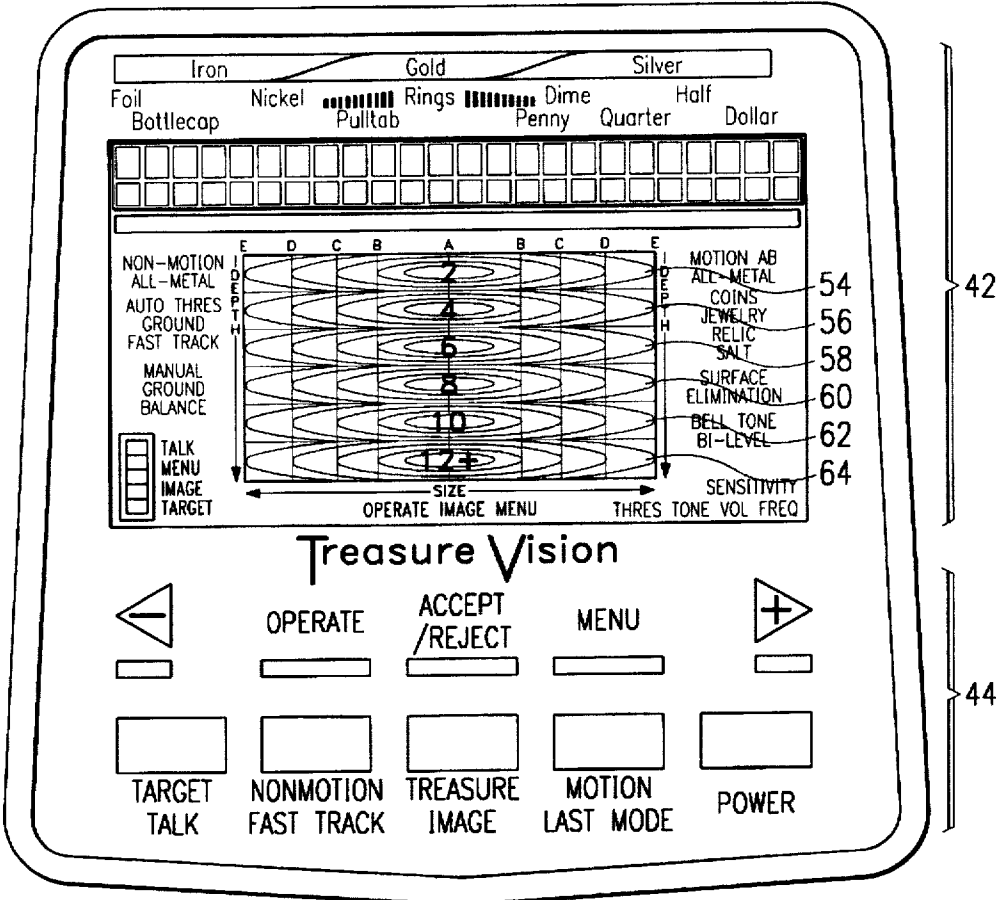 Iron Gold Silver
Foil Nickel Rings Dime Half
Bottlecap Pulltab Penny Quarter Dollar
E D C B A B C D E
NON-MOTION
ALL-METAL
AUTO THRES
GROUND
FAST TRACK
MANUAL
GROUND
BALANCE
TALK
MENU
IMAGE
TARGET
DEPTH
2
4
6
8
10
12+
DEPTH
MOTION AB
ALL-METAL
COINS
JEWELRY
RELIC
SALT
SURFACE
ELIMINATION
BELL TONE
BI-LEVEL
SENSITIVITY
THRES TONE VOL FREQ
SIZE
OPERATE IMAGE MENU
54
56
58
60
62
64
42
Treasure Vision
OPERATE
ACCEPT
/REJECT
MENU
- +
44
TARGET
TALK
NONMOTION
FAST TRACK
TREASURE
IMAGE
MOTION
LAST MODE
POWER